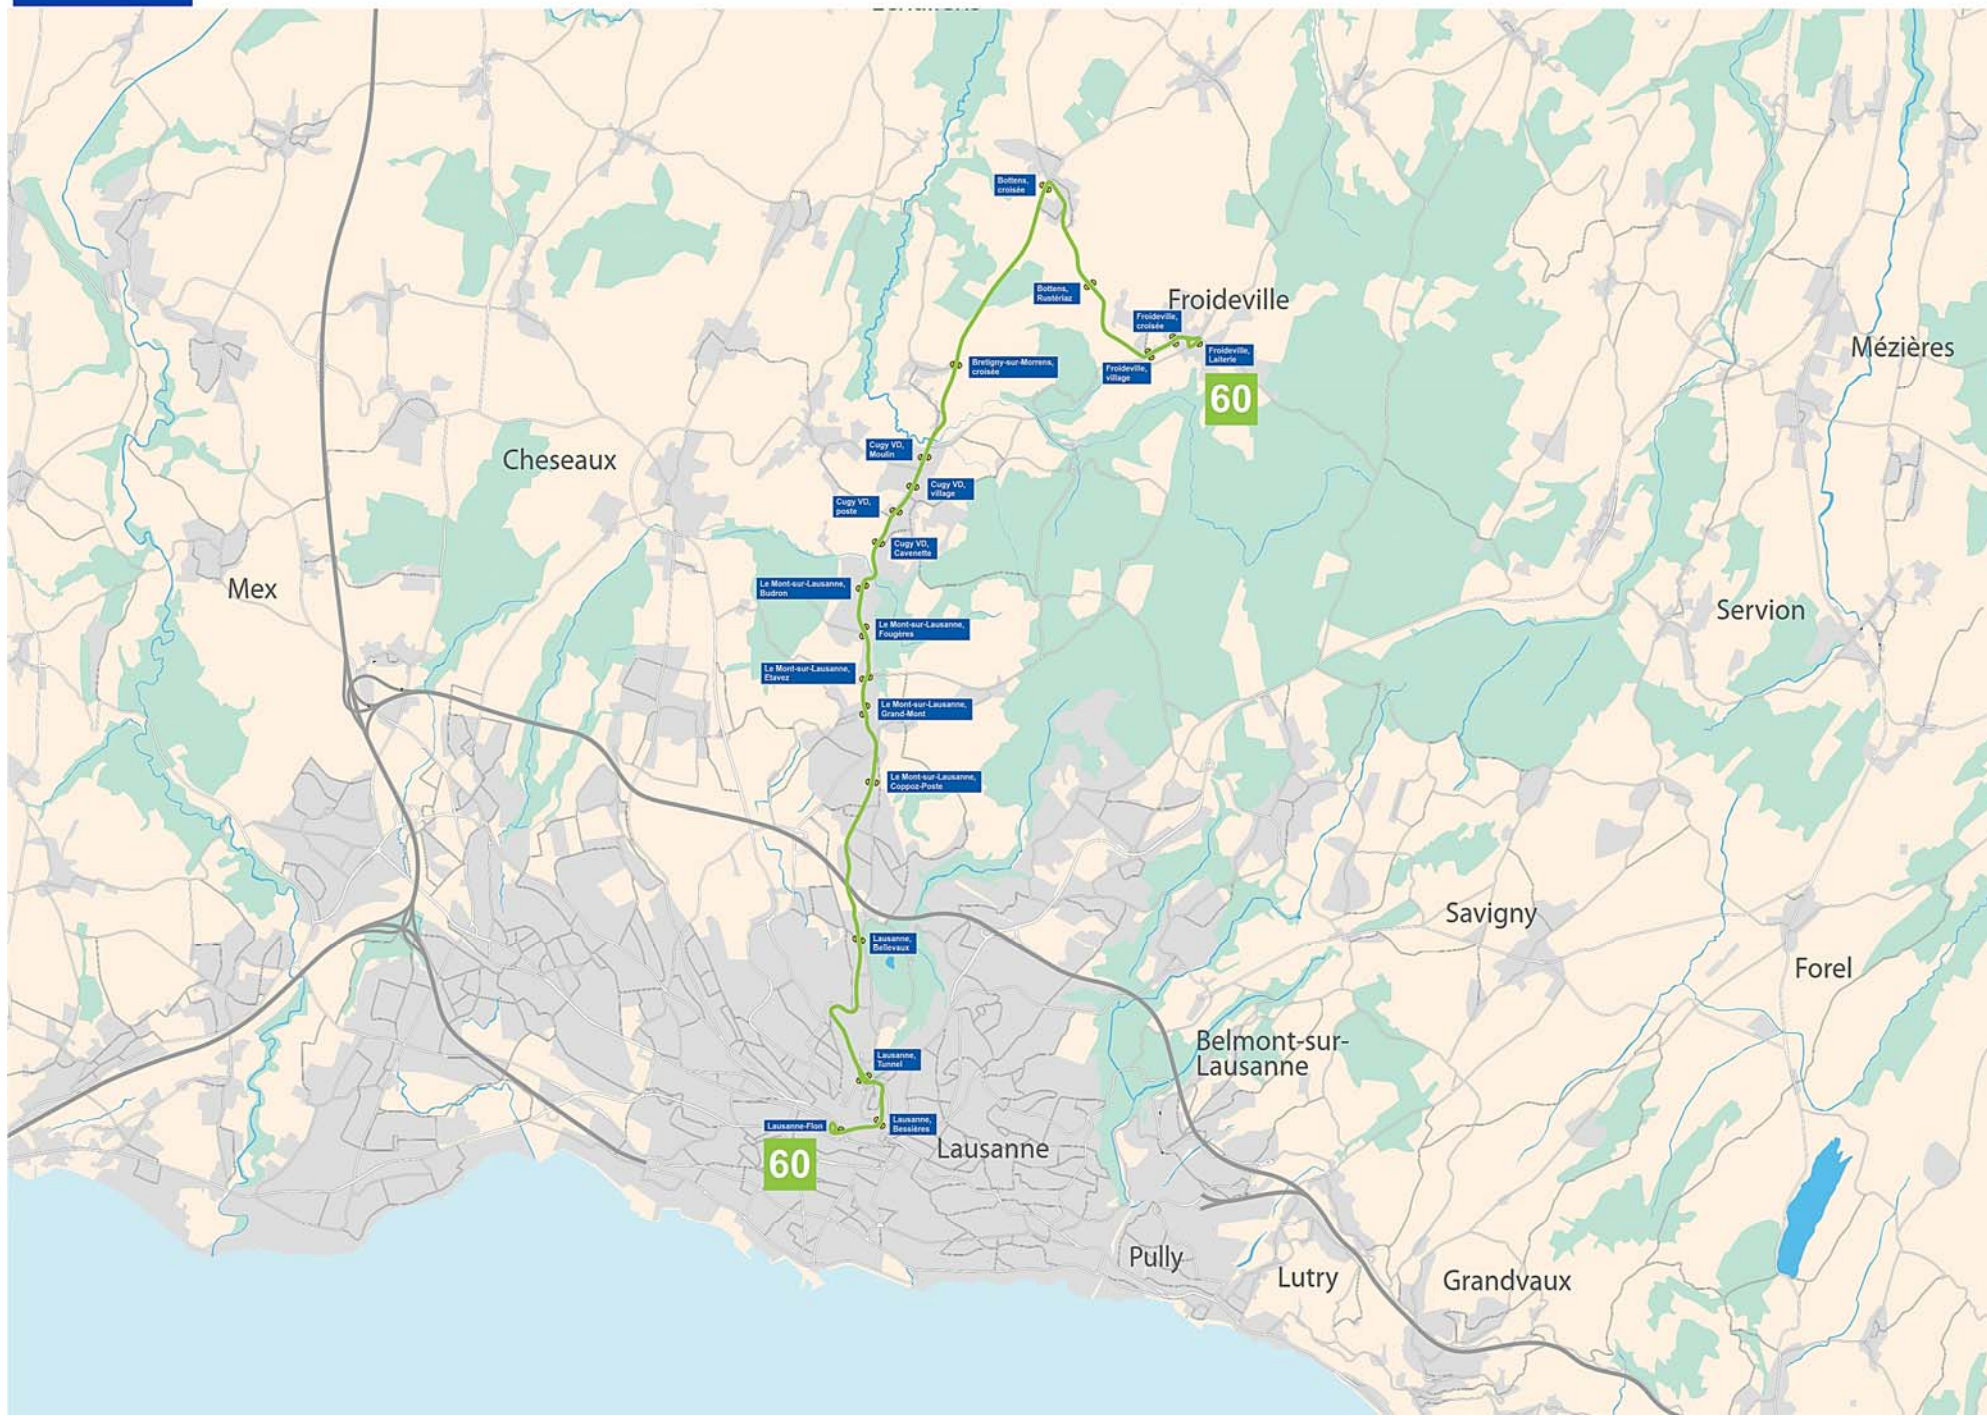 Bottens,
croisée
Bottens,
Rustériaz
Froideville
Froideville,
croisée
Froideville,
Laiterie
Froideville,
village
60
Mézières
Bretigny-sur-Morrens,
croisée
Cheseaux
Cugy VD,
Moulin
Cugy VD,
village
Cugy VD,
poste
Cugy VD,
Cavenette
Mex
Le Mont-sur-Lausanne,
Budron
Servion
Le Mont-sur-Lausanne,
Fougères
Le Mont-sur-Lausanne,
Etavez
Le Mont-sur-Lausanne,
Grand-Mont
Le Mont-sur-Lausanne,
Coppoz-Poste
Savigny
Lausanne,
Bellevaux
Forel
Belmont-sur-
Lausanne
Lausanne,
Tunnel
Lausanne-Flon
Lausanne,
Bessières
Lausanne
60
Pully
Lutry
Grandvaux